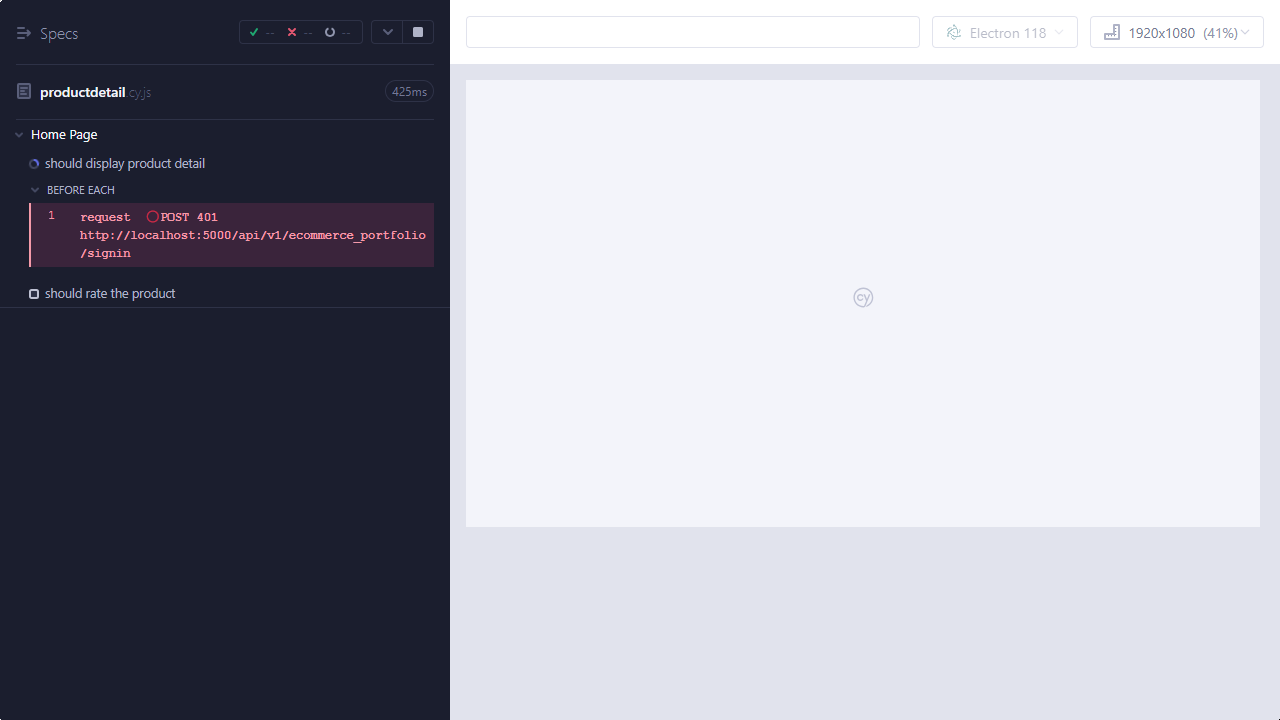 Specs
-- -- --
productdetail.cy.js
425ms
Home Page
should display product detail
BEFORE EACH
1 request POST 401
http://localhost:5000/api/v1/ecommerce_portfolio
/signin
should rate the product
Electron 118
1920x1080 (41%)
cy